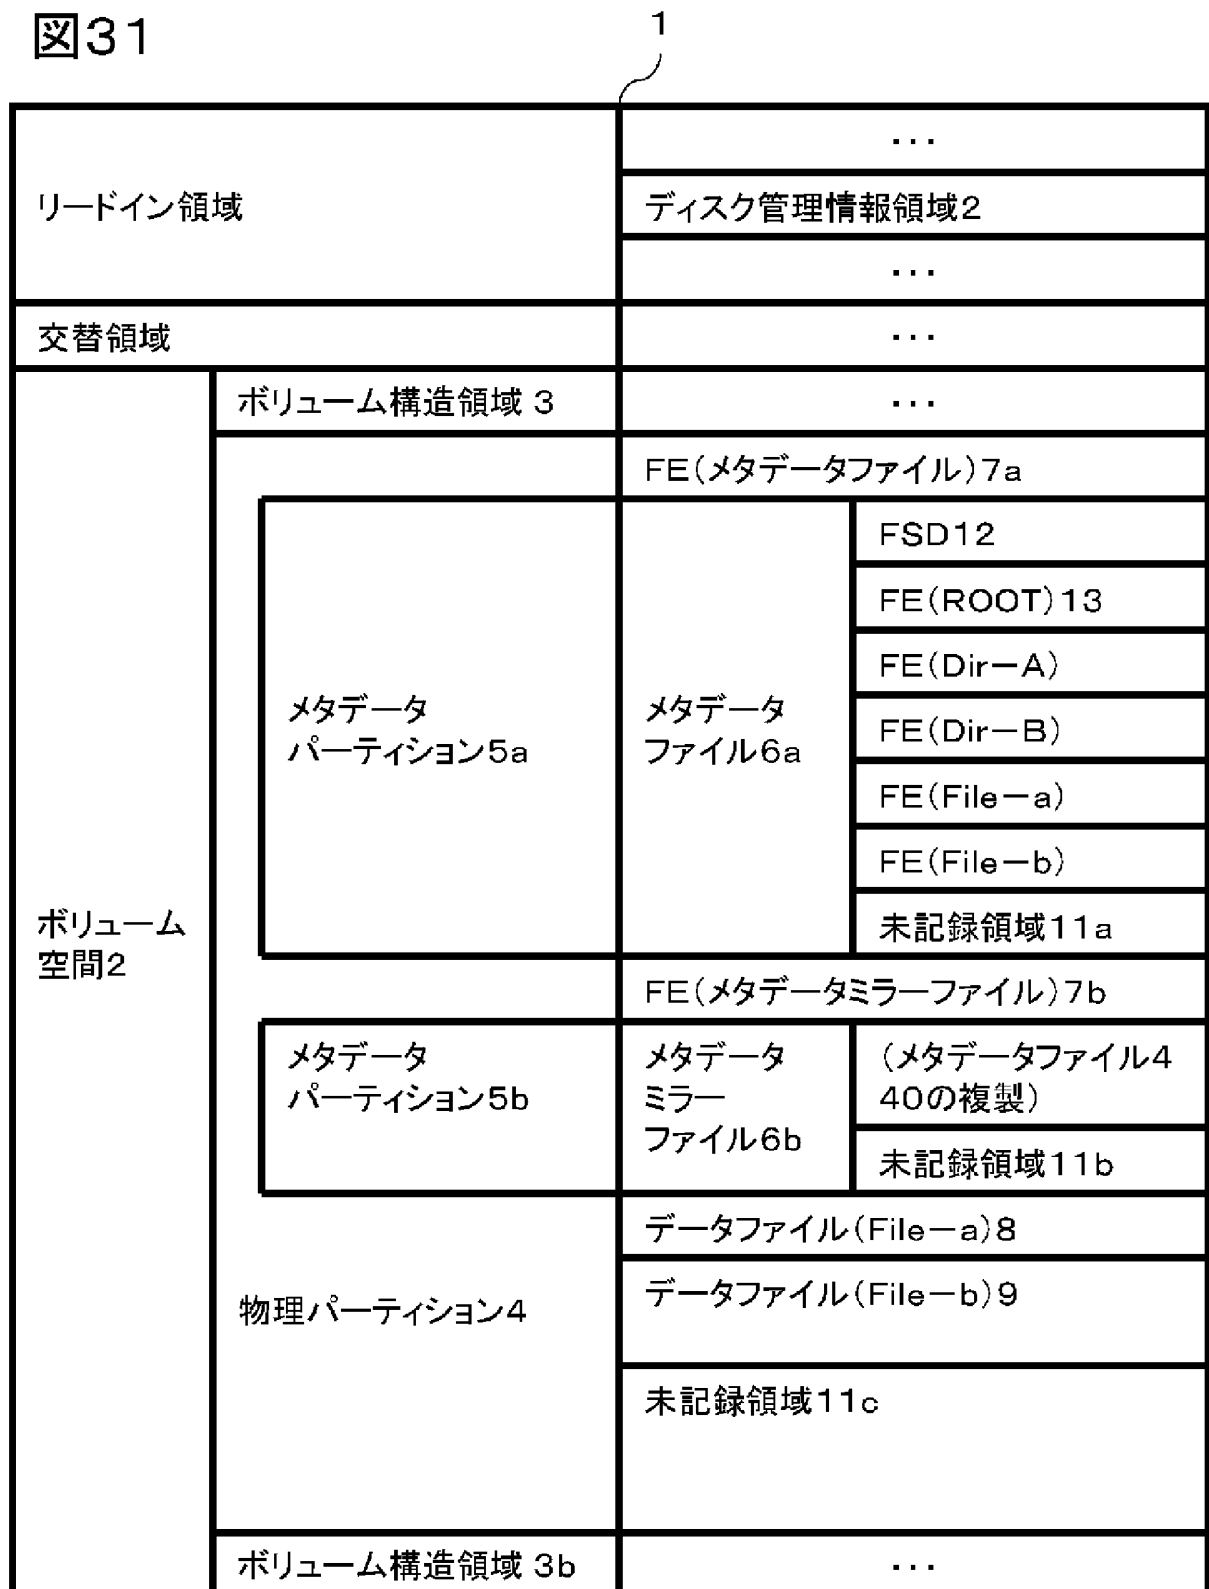 図31
1
・・・
リードイン領域
ディスク管理情報領域2
・・・
交替領域
・・・
ボリューム構造領域 3
・・・
FE(メタデータファイル)7a
FSD12
FE(ROOT)13
FE(Dir－A)
メタデータ
パーティション5a
メタデータ
ファイル6a
FE(Dir－B)
FE(File－a)
FE(File－b)
ボリューム
空間2
未記録領域11a
FE(メタデータミラーファイル)7b
メタデータ
パーティション5b
メタデータ
ミラー
ファイル6b
(メタデータファイル4
40の複製)
未記録領域11b
データファイル(File－a)8
物理パーティション4
データファイル(File－b)9
未記録領域11c
ボリューム構造領域 3b
・・・